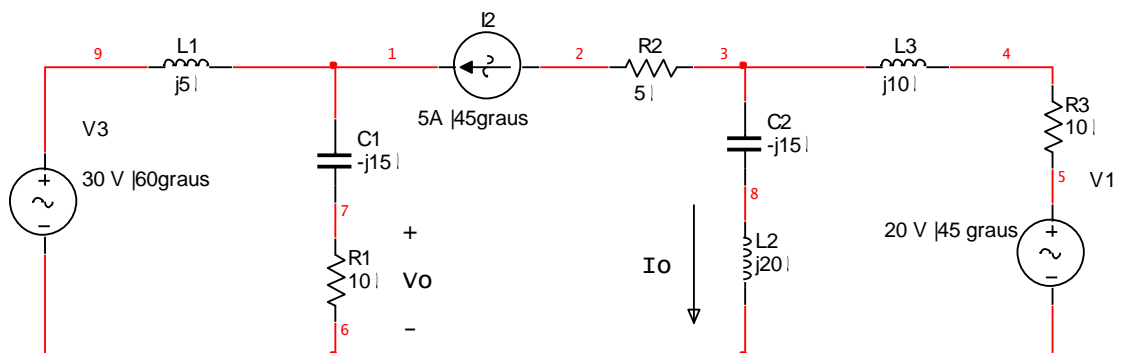 I2
L1
9
1
2
R2
3
L3
4
j5
5
j10
5A |45graus
V3
C1
-j15
C2
-j15
R3
10
30 V |60graus
7
8
5
V1
+
Vo
−
R1
10
Io
L2
j20
20 V |45 graus
6